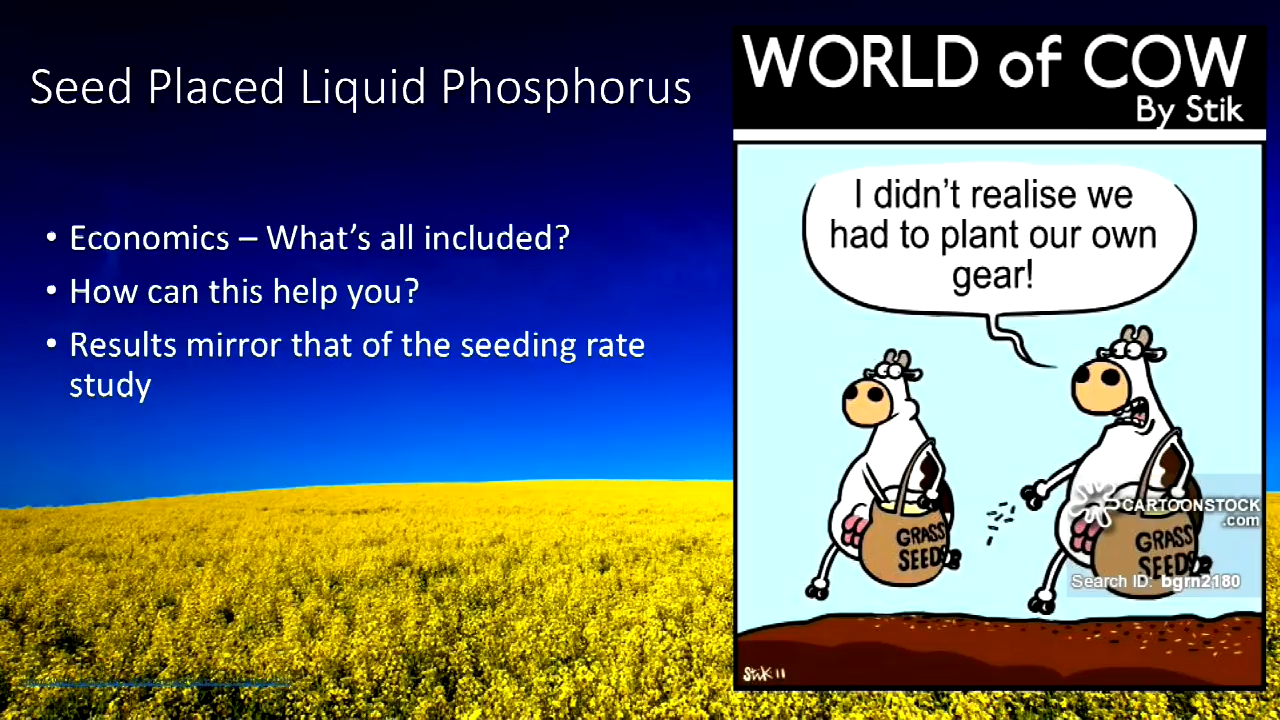 Seed Placed Liquid Phosphorus
• Economics – What's all included?
• How can this help you?
• Results mirror that of the seeding rate
study
WORLD of COW
By Stik
I didn't realise we
had to plant our own
gear!
GRASS
SEEDS
GRASS
SEEDS
CARTOONSTOCK
.com
Search ID: bgrn2180
Stik 11